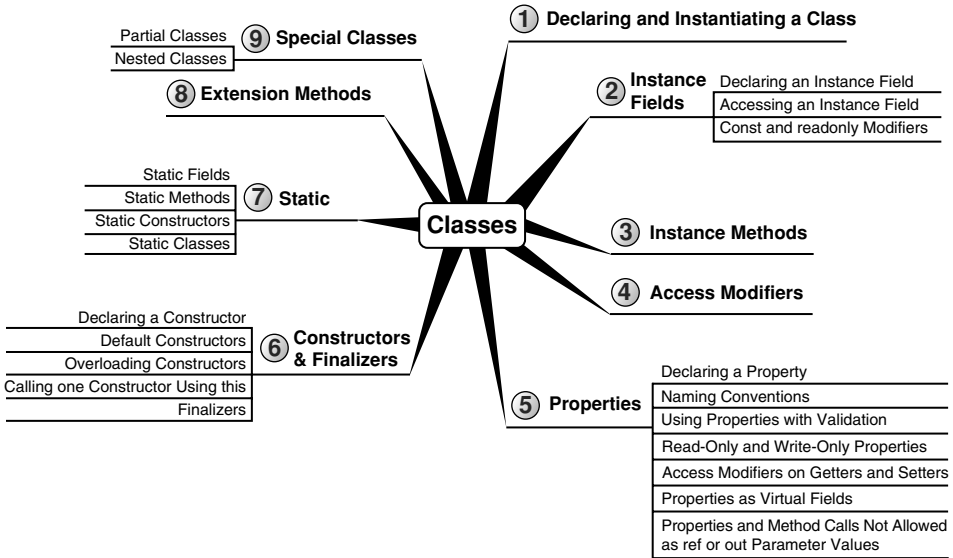 Classes
1 Declaring and Instantiating a Class
2 Instance
Fields
Declaring an Instance Field
Accessing an Instance Field
Const and readonly Modifiers
3 Instance Methods
4 Access Modifiers
5 Properties
Declaring a Property
Naming Conventions
Using Properties with Validation
Read-Only and Write-Only Properties
Access Modifiers on Getters and Setters
Properties as Virtual Fields
Properties and Method Calls Not Allowed
as ref or out Parameter Values
6 Constructors
& Finalizers
Declaring a Constructor
Default Constructors
Overloading Constructors
Calling one Constructor Using this
Finalizers
7 Static
Static Fields
Static Methods
Static Constructors
Static Classes
8 Extension Methods
9 Special Classes
Partial Classes
Nested Classes